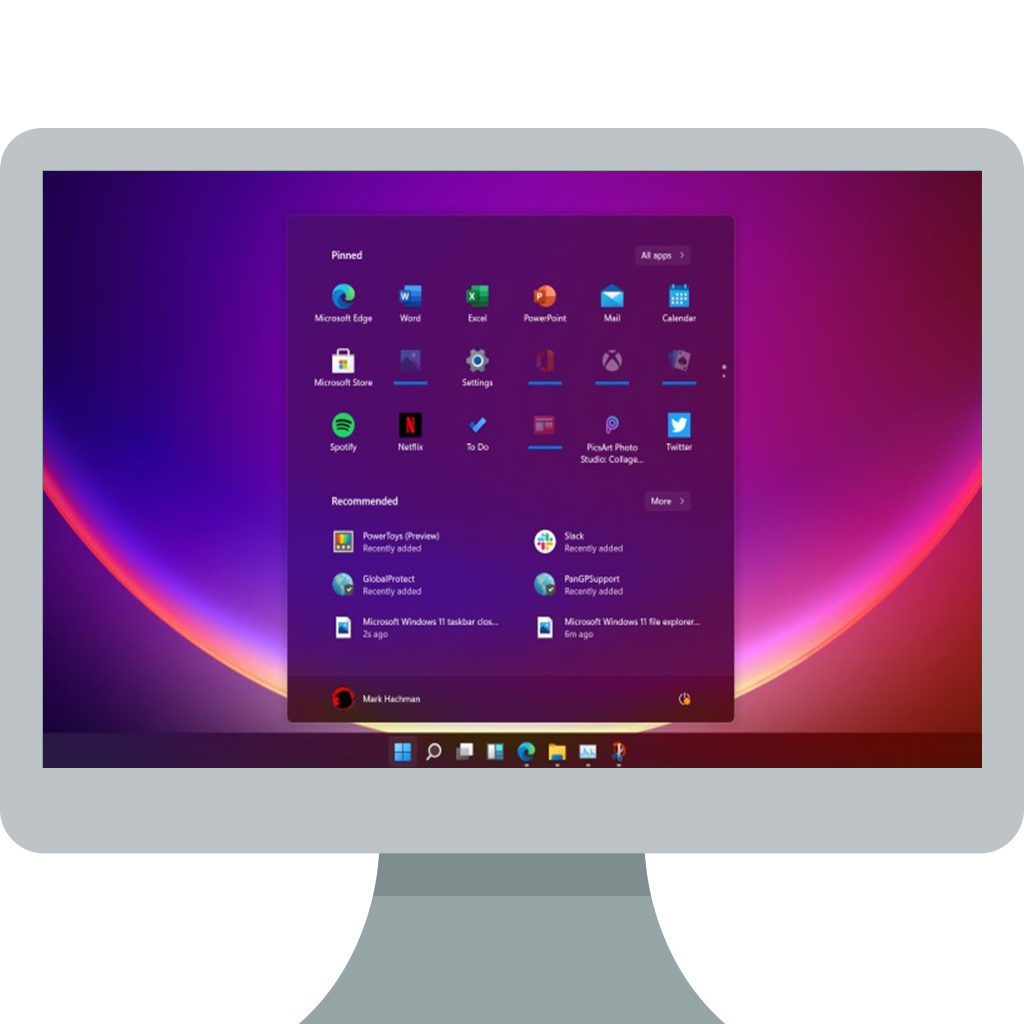 Pinned
All apps
Microsoft Edge
Word
Excel
PowerPoint
Mail
Calendar
Microsoft Store
Settings
Spotify
Netflix
To Do
PicsArt Photo
Studio: Collage...
Twitter
Recommended
More
PowerToys (Preview)
Recently added
Slack
Recently added
GlobalProtect
Recently added
PanGPSupport
Recently added
Microsoft Windows 11 taskbar clos...
2s ago
Microsoft Windows 11 file explorer...
6m ago
Mark Hachman